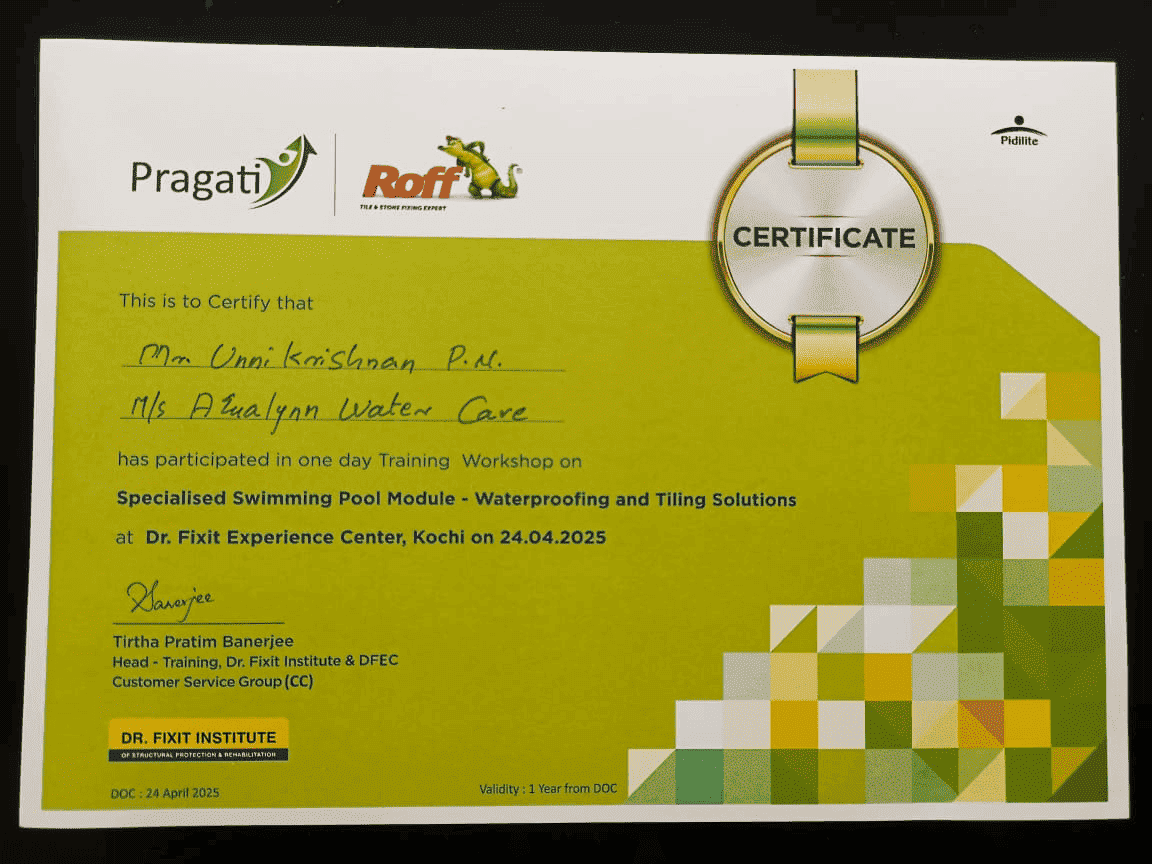 Pragati
Roff
TILE & STONE FIXING EXPERT
Pidilite
CERTIFICATE
This is to Certify that
Mr Unnikrishnan P.N.
M/s Aqualynn Water Care
has participated in one day Training Workshop on
Specialised Swimming Pool Module - Waterproofing and Tiling Solutions
at Dr. Fixit Experience Center, Kochi on 24.04.2025
Banerjee
Tirtha Pratim Banerjee
Head - Training, Dr. Fixit Institute & DFEC
Customer Service Group (CC)
DR. FIXIT INSTITUTE
OF STRUCTURAL PROTECTION & REHABILITATION
DOC : 24 April 2025
Validity : 1 Year from DOC